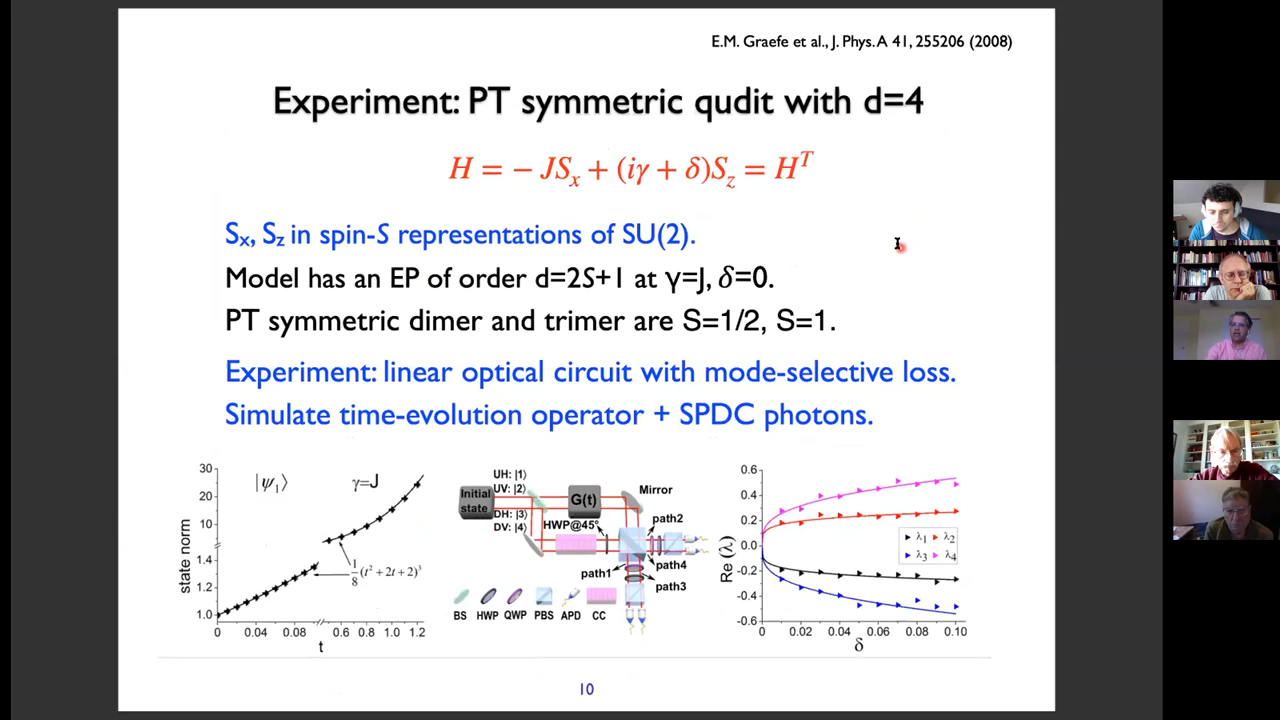 E.M. Graefe et al., J. Phys. A 41, 255206 (2008)
Experiment: PT symmetric qudit with d=4
H = − JSₓ + (iγ + δ)S_z = Hᵀ
Sₓ, S_z in spin-S representations of SU(2).
Model has an EP of order d=2S+1 at γ=J, δ=0.
PT symmetric dimer and trimer are S=1/2, S=1.
Experiment: linear optical circuit with mode-selective loss.
Simulate time-evolution operator + SPDC photons.
state norm
30
20
10
1.4
1.2
1.0
|ψ₁⟩
γ=J
1/8 (t² + 2t + 2)³
0 0.04 0.08 0.6 0.8 1.0 1.2
t
UH: |1⟩
UV: |2⟩
Initial state
G(t)
Mirror
DH: |3⟩
DV: |4⟩
HWP@45°
path2
path4
path1
path3
BS HWP QWP PBS APD CC
Re (λ)
0.6
0.4
0.2
0.0
-0.2
-0.4
-0.6
λ₁ λ₂
λ₃ λ₄
0 0.02 0.04 0.06 0.08 0.10
δ
10